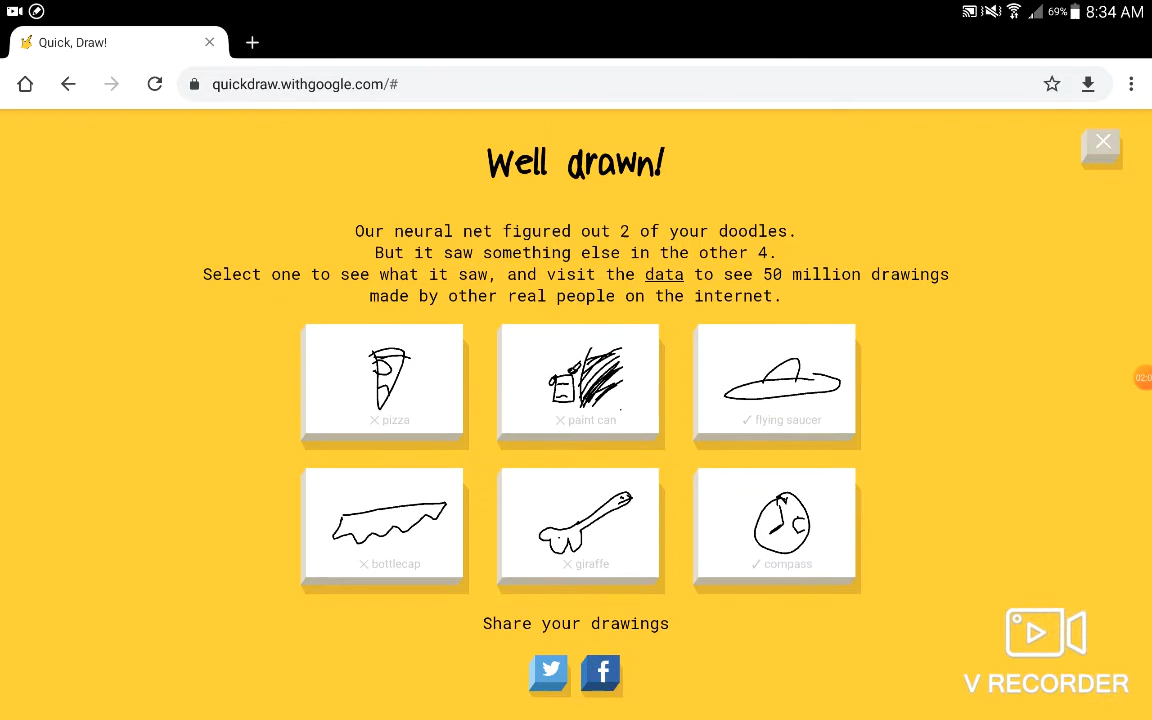 69% 8:34 AM
Quick, Draw!
quickdraw.withgoogle.com/#
Well drawn!
Our neural net figured out 2 of your doodles.
But it saw something else in the other 4.
Select one to see what it saw, and visit the data to see 50 million drawings
made by other real people on the internet.
02:0
pizza
paint can
flying saucer
bottlecap
giraffe
compass
Share your drawings
V RECORDER